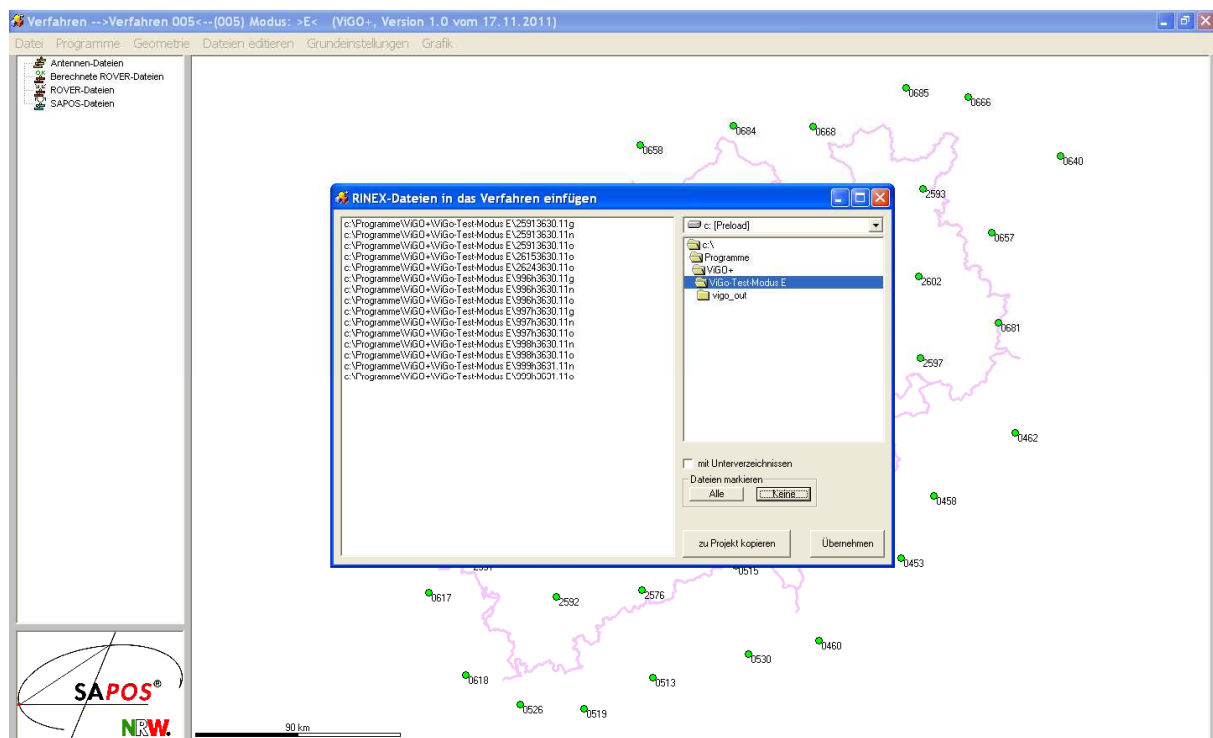 Verfahren -->Verfahren 005<--(005) Modus: >E< (ViGO+, Version 1.0 vom 17.11.2011)
Datei Programme Geometrie Dateien editieren Grundeinstellungen Grafik
Antennen-Dateien
Berechnete ROVER-Dateien
ROVER-Dateien
SAPOS-Dateien
0685
0666
0684
0668
0658
0640
2593
0657
2602
0681
2597
0462
0458
0453
RINEX-Dateien in das Verfahren einfügen
c:\Programme\ViGO+\ViGo-Test-Modus E\25913630.11g
c:\Programme\ViGO+\ViGo-Test-Modus E\25913630.11n
c:\Programme\ViGO+\ViGo-Test-Modus E\25913630.11o
c:\Programme\ViGO+\ViGo-Test-Modus E\26153630.11o
c:\Programme\ViGO+\ViGo-Test-Modus E\26243630.11o
c:\Programme\ViGO+\ViGo-Test-Modus E\996h3630.11g
c:\Programme\ViGO+\ViGo-Test-Modus E\996h3630.11n
c:\Programme\ViGO+\ViGo-Test-Modus E\996h3630.11o
c:\Programme\ViGO+\ViGo-Test-Modus E\997h3630.11g
c:\Programme\ViGO+\ViGo-Test-Modus E\997h3630.11n
c:\Programme\ViGO+\ViGo-Test-Modus E\997h3630.11o
c:\Programme\ViGO+\ViGo-Test-Modus E\998h3630.11n
c:\Programme\ViGO+\ViGo-Test-Modus E\998h3630.11o
c:\Programme\ViGO+\ViGo-Test-Modus E\999h3631.11n
c:\Programme\ViGO+\ViGo-Test-Modus E\999h3631.11o
c: [Preload]
c:\
Programme
ViGO+
ViGo-Test-Modus E
vigo_out
mit Unterverzeichnissen
Dateien markieren
Alle Keine
zu Projekt kopieren Übernehmen
0515
0617
2592
2576
0460
0530
0618
0513
0526
0519
90 km
SAPOS®
NRW.